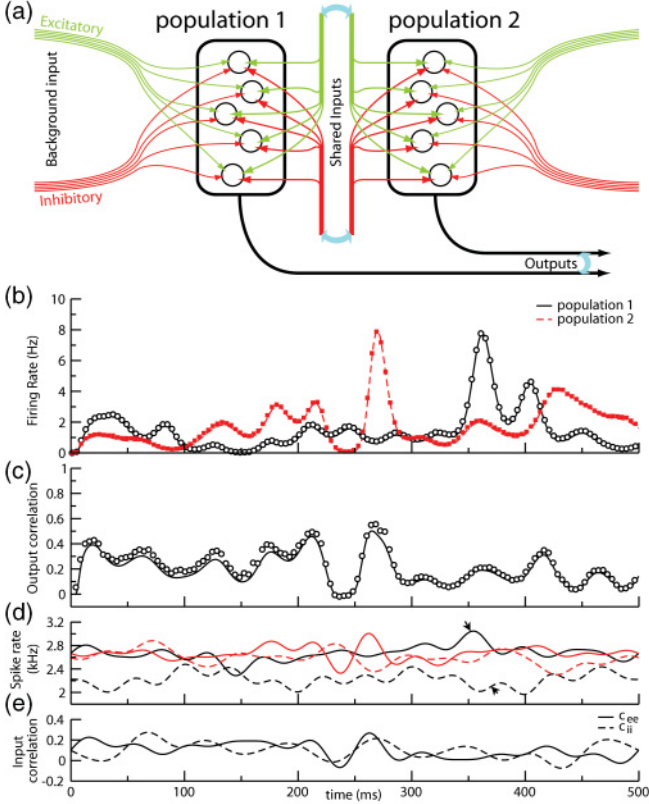 (a)
population 1
population 2
Excitatory
Background input
Shared Inputs
Inhibitory
Outputs
(b)
10
8
6
4
2
0
Firing Rate (Hz)
population 1
population 2
(c)
1
0.8
0.6
0.4
0.2
0
Output correlation
(d)
3.2
2.8
2.4
2
Spike rate
(kHz)
(e)
0.4
0.2
0
-0.2
Input
correlation
Cee
Cii
0
100
200
300
400
500
time (ms)